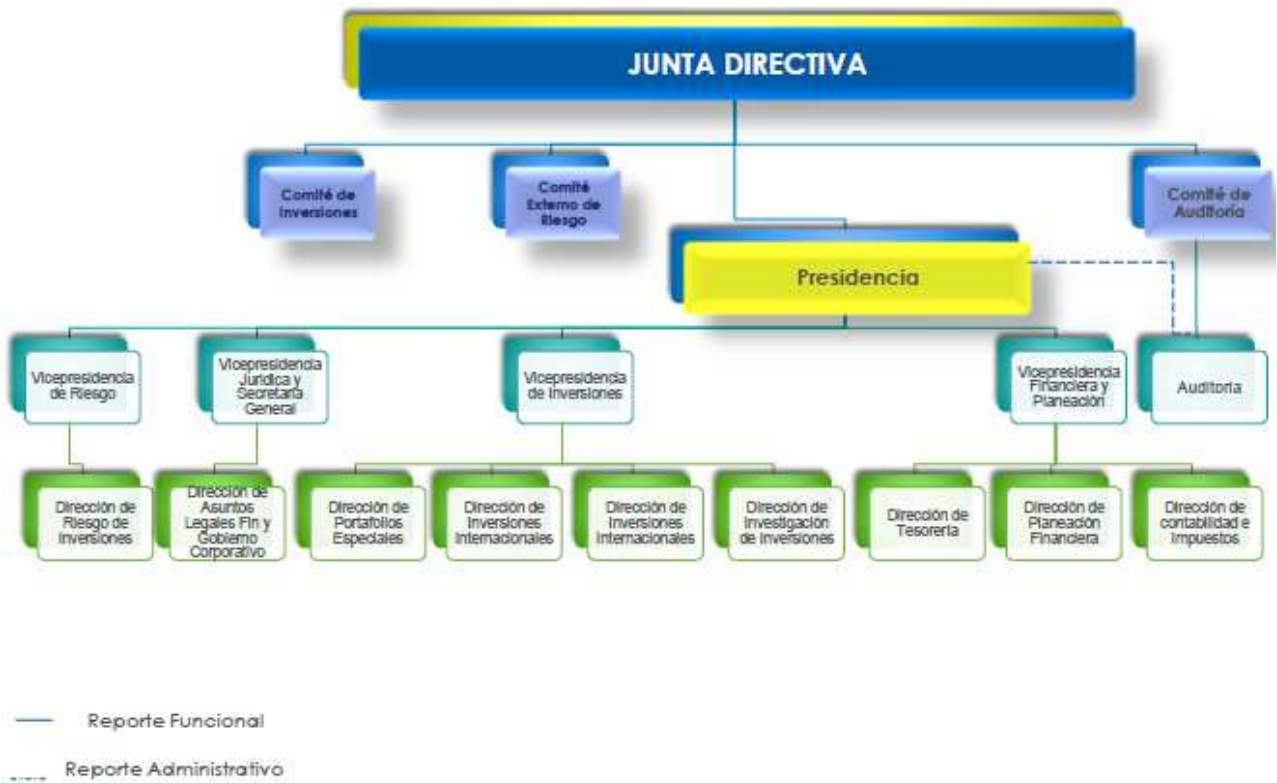 JUNTA DIRECTIVA
Comité de
Inversiones
Comité
Externo de
Riesgo
Comité de
Auditoría
Presidencia
Vicepresidencia
de Riesgo
Vicepresidencia
Jurídica y
Secretaría
General
Vicepresidencia
de Inversiones
Vicepresidencia
Financiera y
Planeación
Auditoría
Dirección de
Riesgo de
Inversiones
Dirección de
Asuntos
Legales Fin y
Gobierno
Corporativo
Dirección de
Portafolios
Especiales
Dirección de
Inversiones
Internacionales
Dirección de
Inversiones
Internacionales
Dirección de
Investigación
de Inversiones
Dirección de
Tesorería
Dirección de
Planeación
Financiera
Dirección de
contabilidad e
Impuestos
Reporte Funcional
Reporte Administrativo